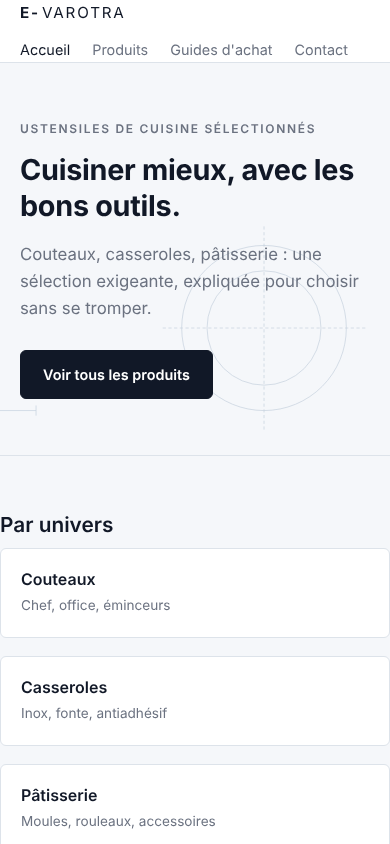 E-VAROTRA
Accueil Produits Guides d'achat Contact
USTENSILES DE CUISINE SÉLECTIONNÉS
Cuisiner mieux, avec les
bons outils.
Couteaux, casseroles, pâtisserie : une
sélection exigeante, expliquée pour choisir
sans se tromper.
Voir tous les produits
Par univers
Couteaux
Chef, office, éminceurs
Casseroles
Inox, fonte, antiadhésif
Pâtisserie
Moules, rouleaux, accessoires